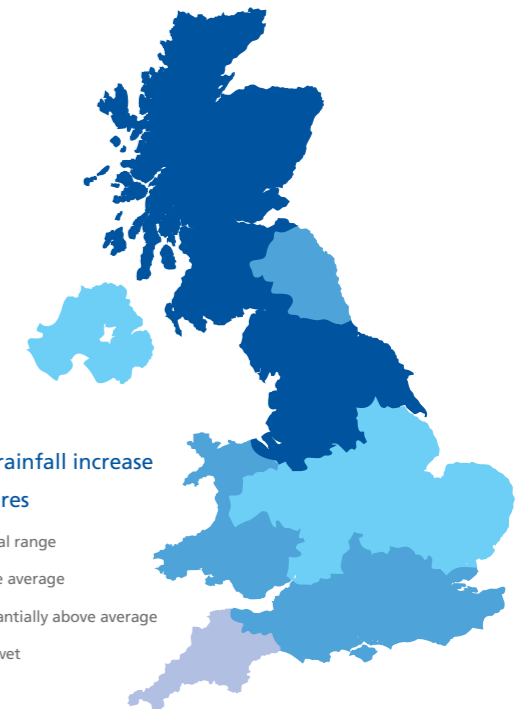 rainfall increase
res
al range
e average
antially above average
wet